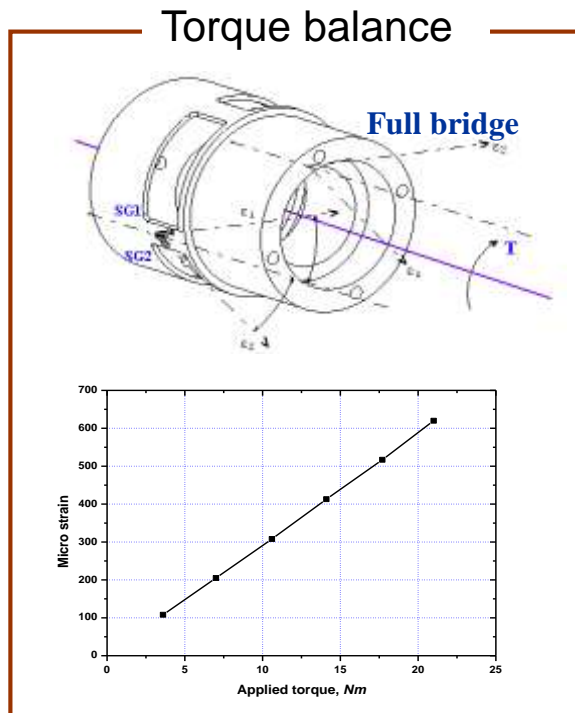 Torque balance
Full bridge
SG1
SG2
T
700
600
500
400
300
200
100
0
Micro strain
0 5 10 15 20 25
Applied torque, Nm